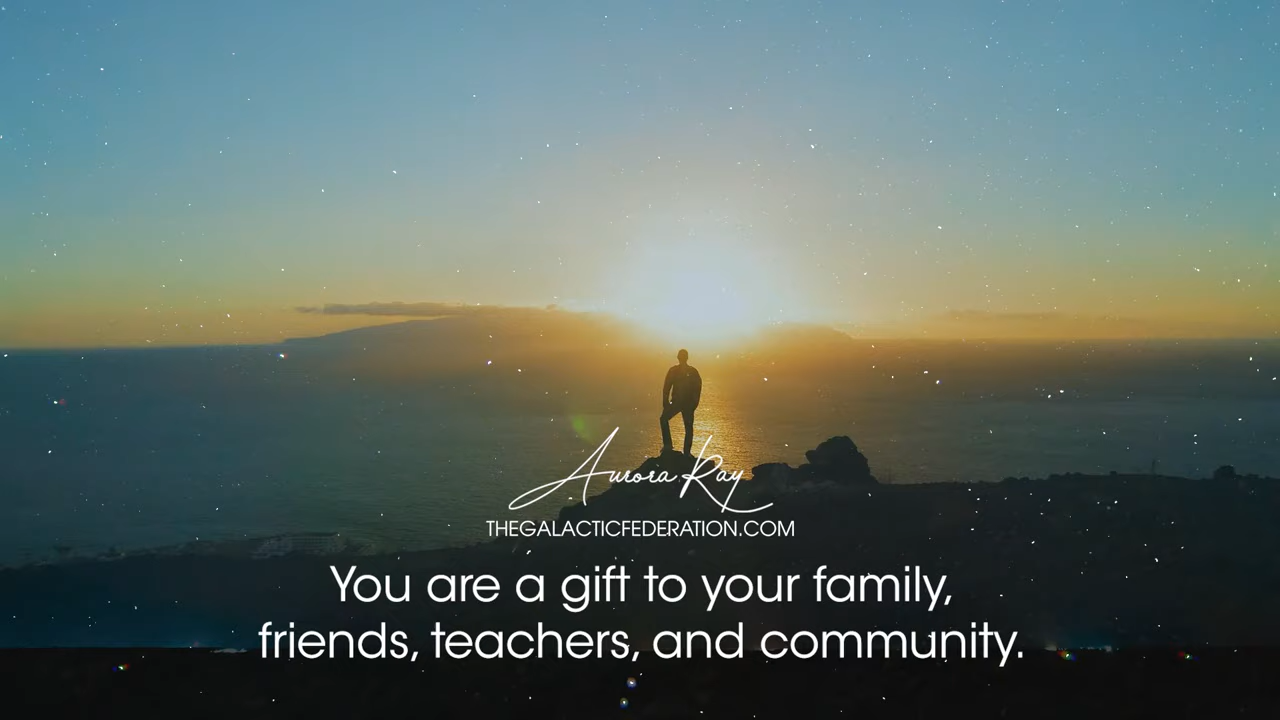 Aurora Ray
THEGALACTICFEDERATION.COM
You are a gift to your family,
friends, teachers, and community.